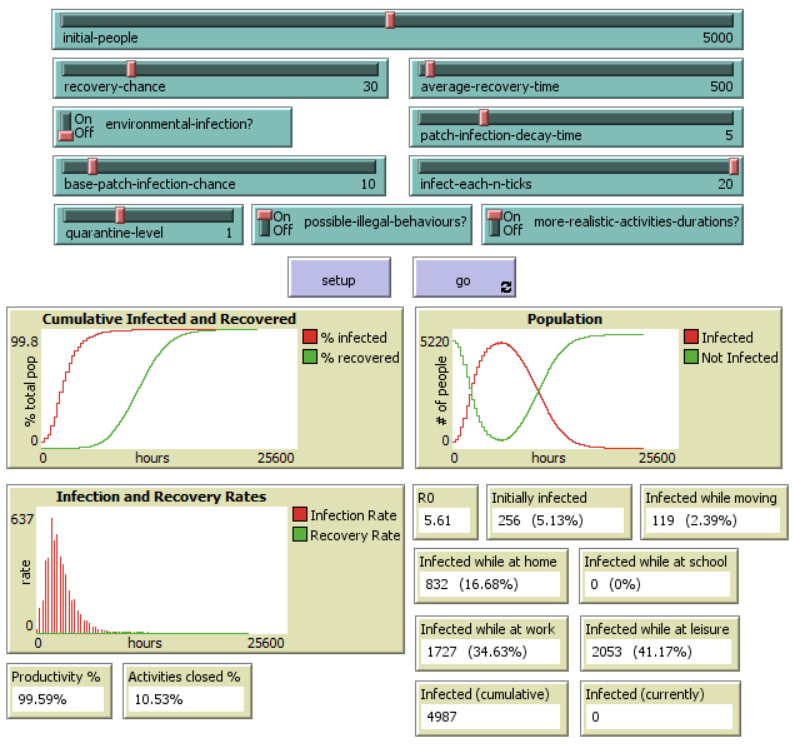 initial-people 5000
recovery-chance 30
average-recovery-time 500
On
Off
environmental-infection?
patch-infection-decay-time 5
base-patch-infection-chance 10
infect-each-n-ticks 20
quarantine-level 1
On
Off
possible-illegal-behaviours?
On
Off
more-realistic-activities-durations?
setup
go
Cumulative Infected and Recovered
99.8
% total pop
0
0
hours
25600
% infected
% recovered
Population
5220
# of people
0
0
hours
25600
Infected
Not Infected
Infection and Recovery Rates
637
rate
0
0
hours
25600
Infection Rate
Recovery Rate
R0
5.61
Initially infected
256 (5.13%)
Infected while moving
119 (2.39%)
Infected while at home
832 (16.68%)
Infected while at school
0 (0%)
Infected while at work
1727 (34.63%)
Infected while at leisure
2053 (41.17%)
Productivity %
99.59%
Activities closed %
10.53%
Infected (cumulative)
4987
Infected (currently)
0